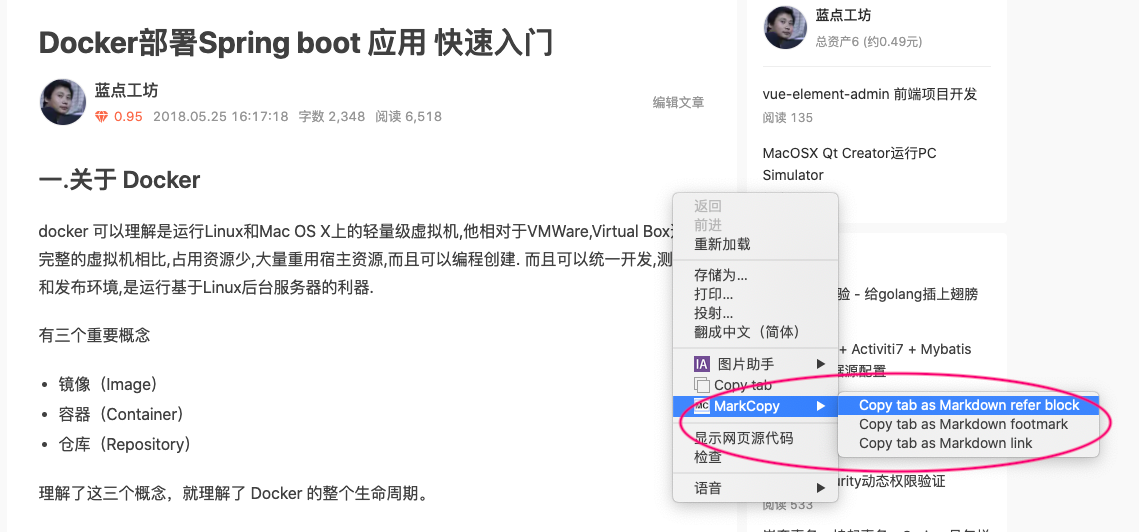 Docker部署Spring boot 应用 快速入门
蓝点工坊
0.95 2018.05.25 16:17:18 字数 2,348 阅读 6,518
编辑文章
一.关于 Docker
docker 可以理解是运行Linux和Mac OS X上的轻量级虚拟机,他相对于VMWare,Virtual Box
完整的虚拟机相比,占用资源少,大量重用宿主资源,而且可以编程创建. 而且可以统一开发,测
和发布环境,是运行基于Linux后台服务器的利器.
有三个重要概念
• 镜像（Image)
• 容器（Container)
• 仓库（Repository)
理解了这三个概念，就理解了 Docker 的整个生命周期。
蓝点工坊
总资产6 (约0.49元)
vue-element-admin 前端项目开发
阅读 135
MacOSX Qt Creator运行PC
Simulator
验 - 给golang插上翅膀
+ Activiti7 + Mybatis
据源配置
urity动态权限验证
阅读 533
返回
前进
重新加载
存储为...
打印...
投射...
翻成中文（简体）
IA 图片助手
Copy tab
MC MarkCopy
显示网页源代码
检查
语音
Copy tab as Markdown refer block
Copy tab as Markdown footmark
Copy tab as Markdown link